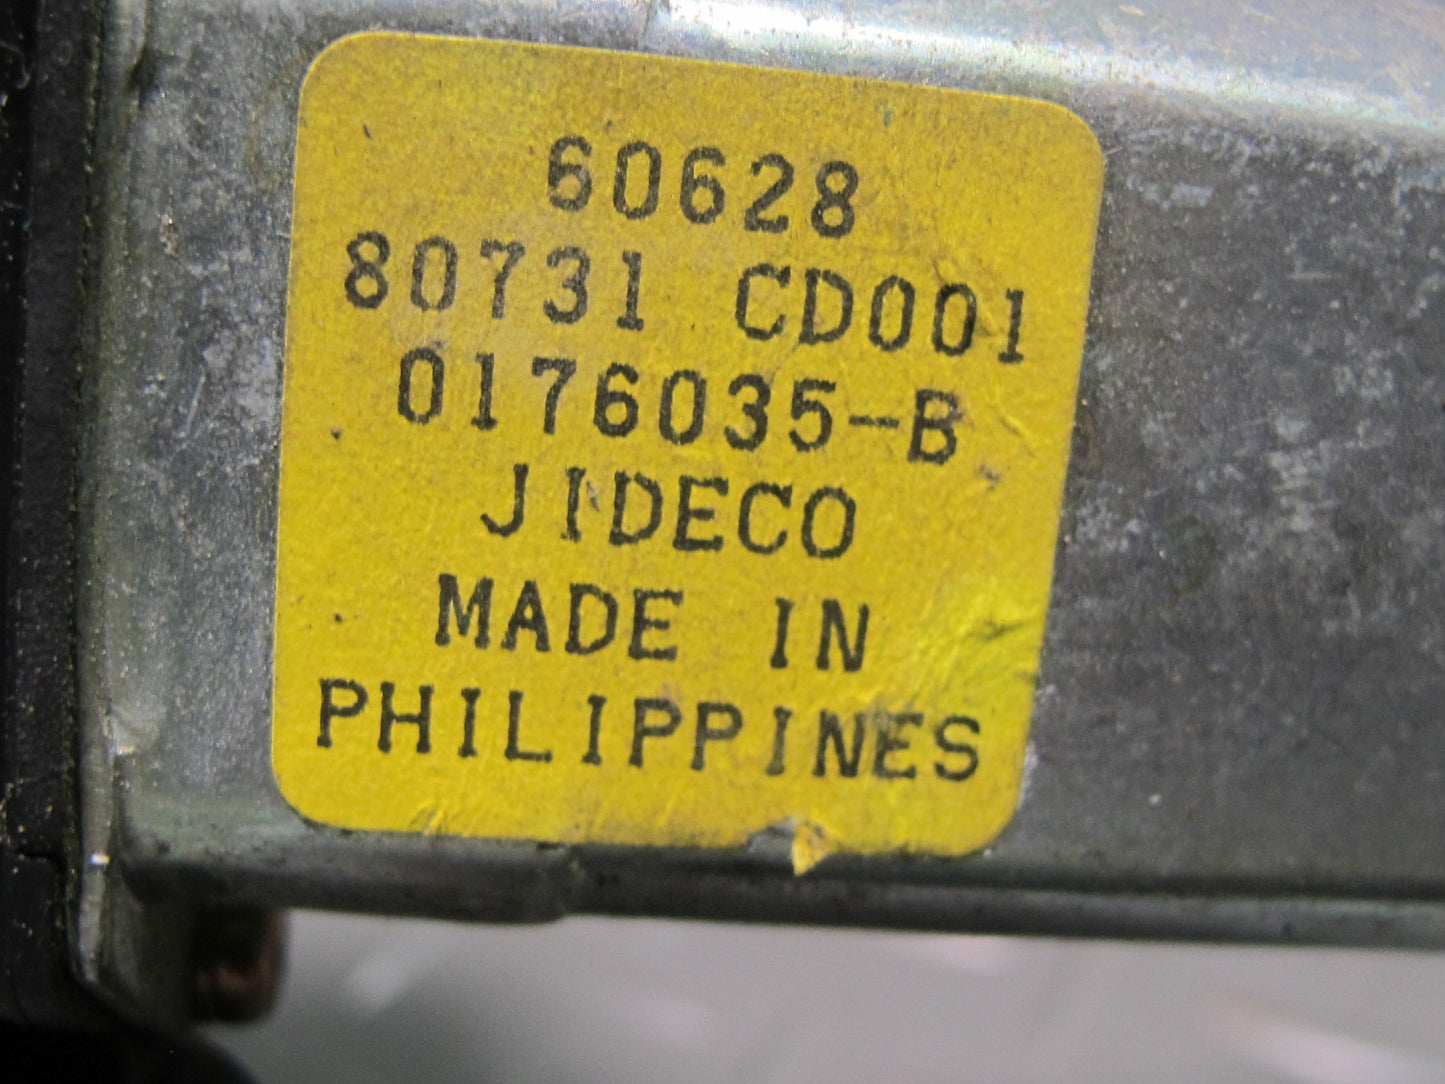 60628
80731 CD001
0176035-B
JIDECO
MADE IN
PHILIPPINES